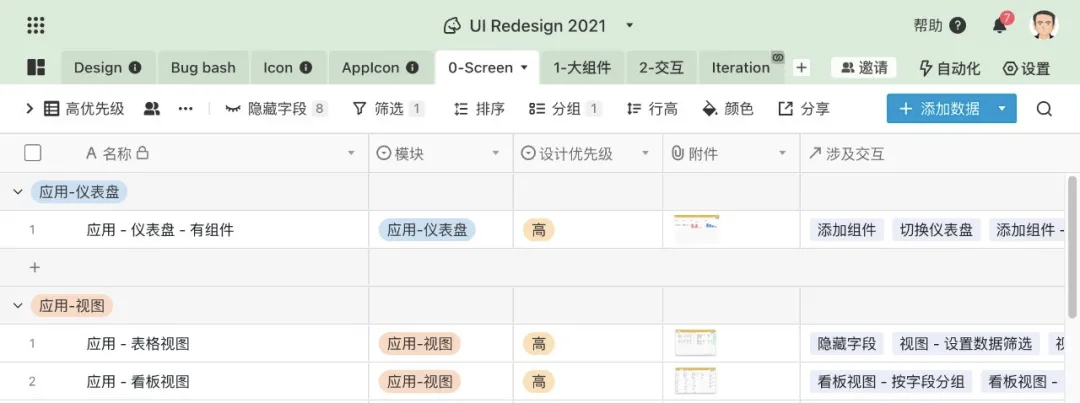 UI Redesign 2021 帮助 7
Design Bug bash Icon AppIcon 0-Screen 1-大组件 2-交互 Iteration 邀请 自动化 设置
高优先级 隐藏字段 8 筛选 1 排序 分组 1 行高 颜色 分享 添加数据
名称 模块 设计优先级 附件 涉及交互
应用-仪表盘
1 应用 - 仪表盘 - 有组件 应用-仪表盘 高 添加组件 切换仪表盘 添加组件 -
应用-视图
1 应用 - 表格视图 应用-视图 高 隐藏字段 视图 - 设置数据筛选
2 应用 - 看板视图 应用-视图 高 看板视图 - 按字段分组 看板视图 -